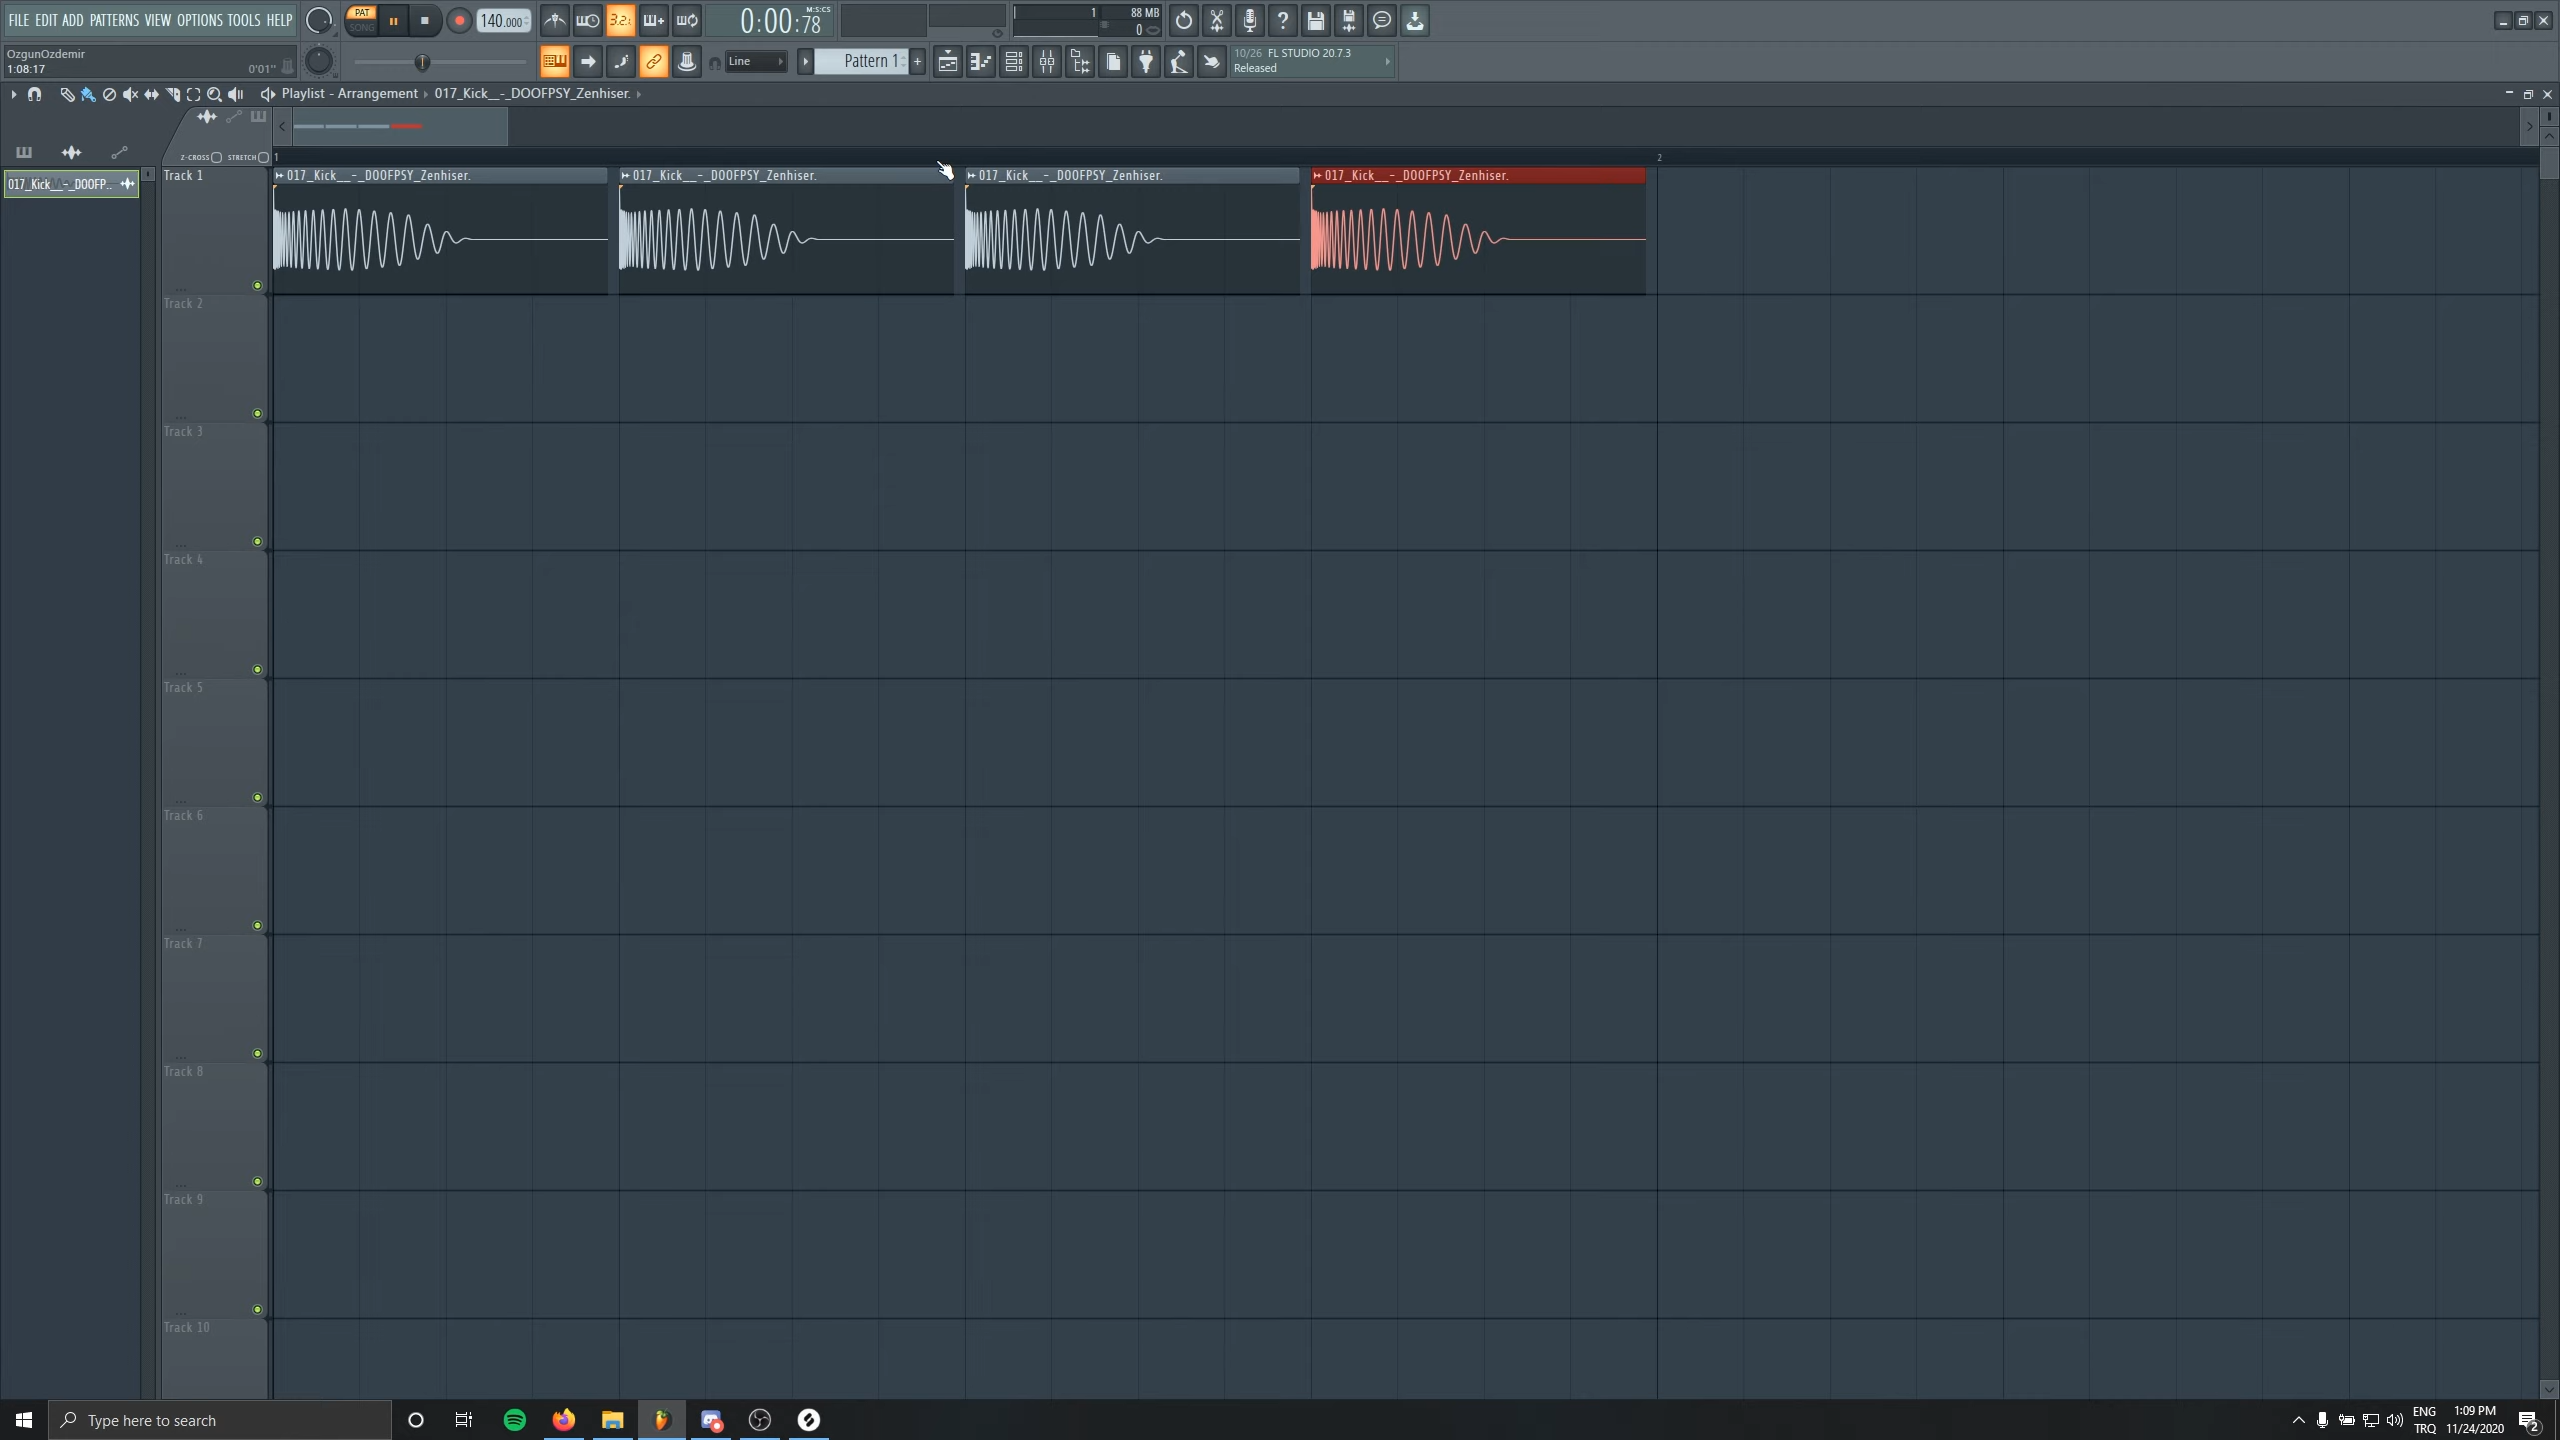 FILE EDIT ADD PATTERNS VIEW OPTIONS TOOLS HELP
PAT
SONG
140.000
3.2.
0:00:78
M:S:CS
1
88 MB
0
OzgunOzdemir
1:08:17
0'01"
Line
Pattern 1
+
10/26 FL STUDIO 20.7.3
Released
Playlist - Arrangement
017_Kick__-_DOOFPSY_Zenhiser.
Z-CROSS
STRETCH
1
2
017_Kick__-_DOOFP..
Track 1
017_Kick__-_DOOFPSY_Zenhiser.
017_Kick__-_DOOFPSY_Zenhiser.
017_Kick__-_DOOFPSY_Zenhiser.
017_Kick__-_DOOFPSY_Zenhiser.
Track 2
Track 3
Track 4
Track 5
Track 6
Track 7
Track 8
Track 9
Track 10
Type here to search
ENG
TRQ
1:09 PM
11/24/2020
2